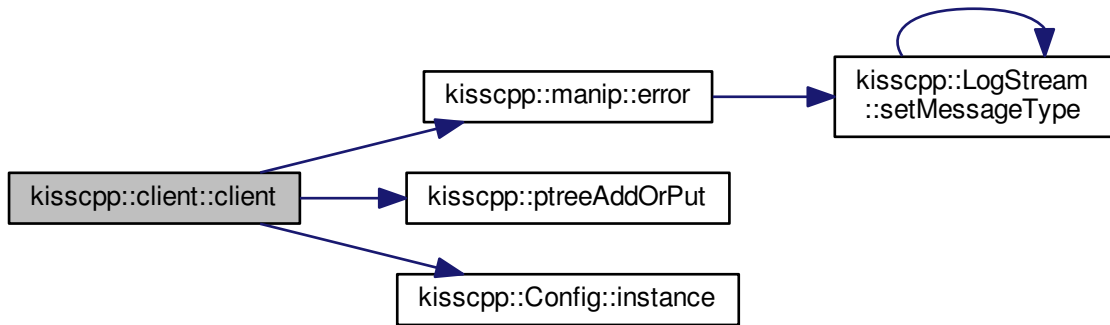 kisscpp::client::client
kisscpp::manip::error
kisscpp::LogStream
::setMessageType
kisscpp::ptreeAddOrPut
kisscpp::Config::instance